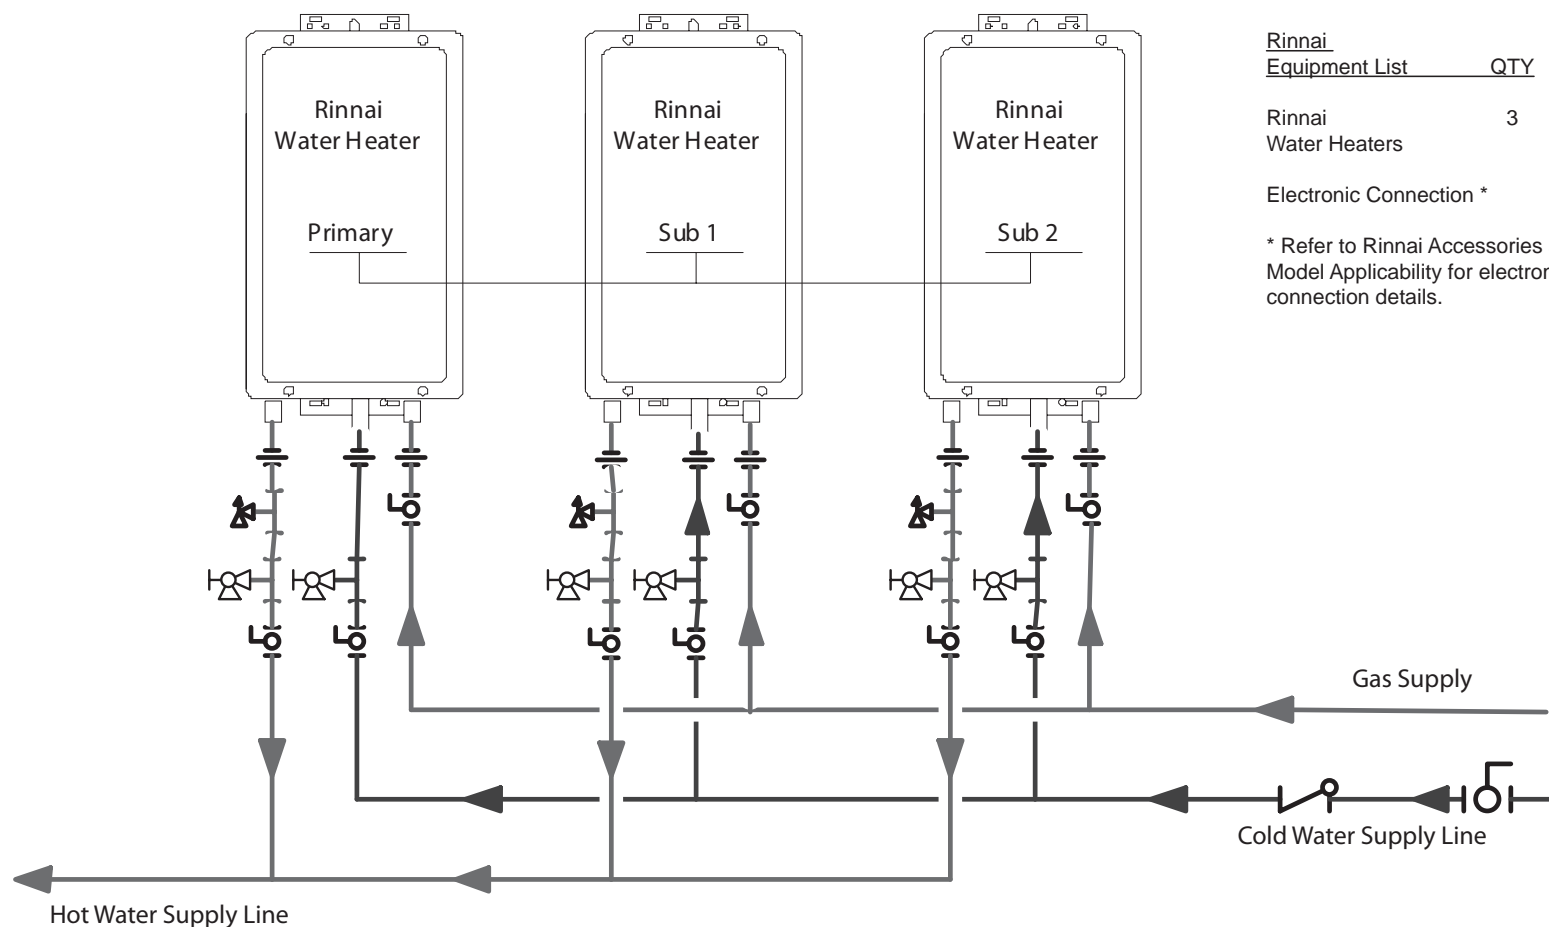 Rinnai
Water Heater
Primary
Rinnai
Water Heater
Sub 1
Rinnai
Water Heater
Sub 2
Rinnai
Equipment List QTY
Rinnai 3
Water Heaters
Electronic Connection *
* Refer to Rinnai Accessories
Model Applicability for
connection details.
Gas Supply
Cold Water Supply Line
Hot Water Supply Line